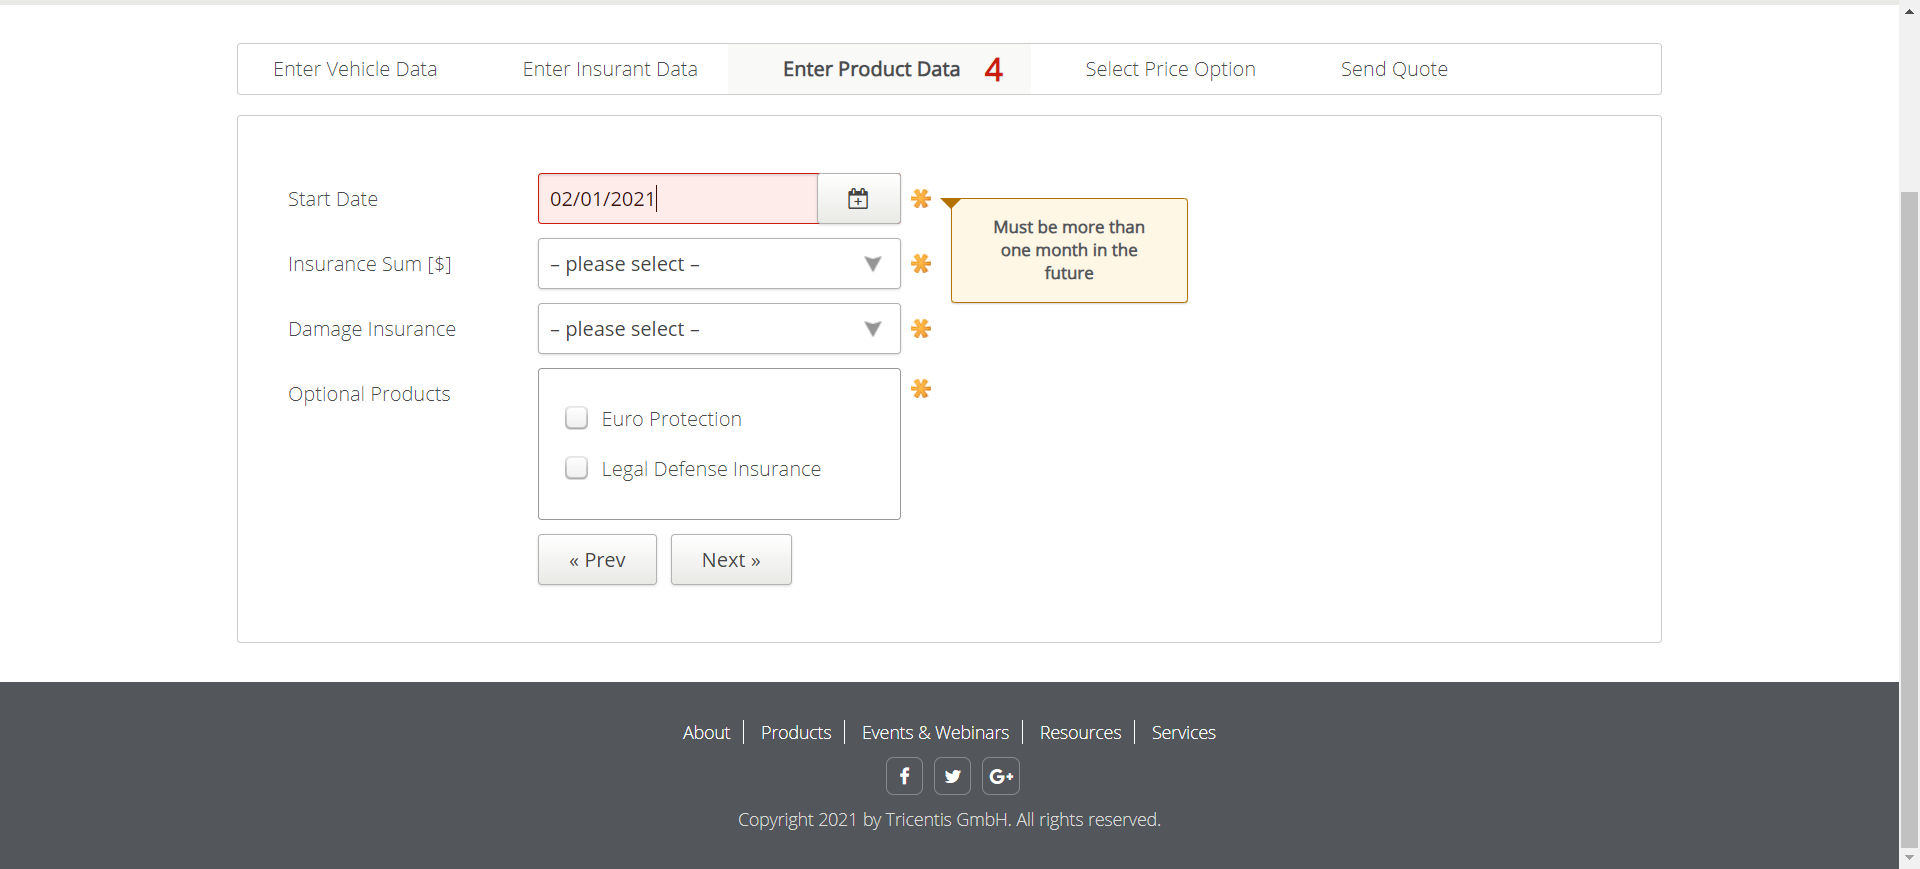 Enter Vehicle Data
Enter Insurant Data
Enter Product Data 4
Select Price Option
Send Quote
Start Date
02/01/2021
Must be more than
one month in the
future
Insurance Sum [$]
– please select –
Damage Insurance
– please select –
Optional Products
Euro Protection
Legal Defense Insurance
« Prev
Next »
About
Products
Events & Webinars
Resources
Services
Copyright 2021 by Tricentis GmbH. All rights reserved.